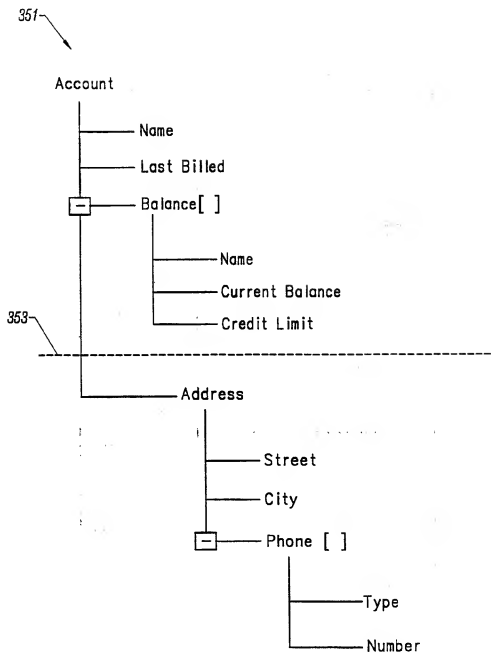 351
Account
Name
Last Billed
Balance[ ]
Name
Current Balance
Credit Limit
353
Address
Street
City
Phone [ ]
Type
Number